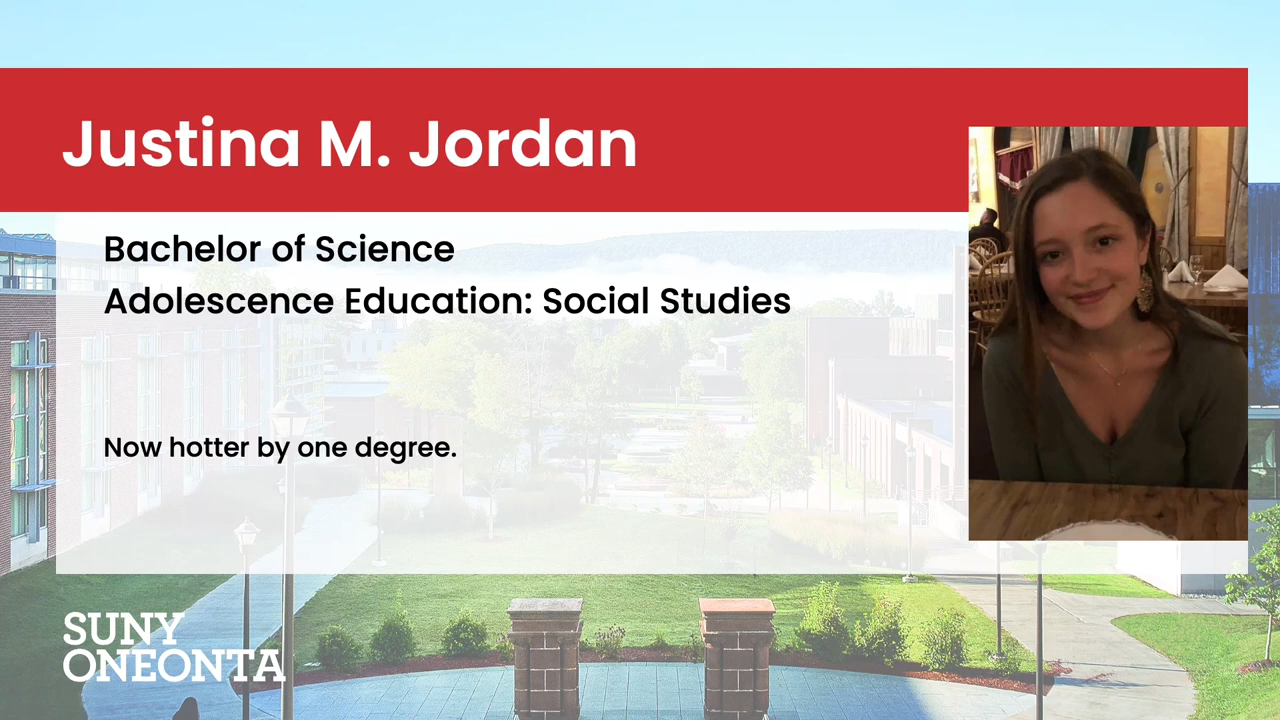 Justina M. Jordan
Bachelor of Science
Adolescence Education: Social Studies
Now hotter by one degree.
SUNY
ONEONTA